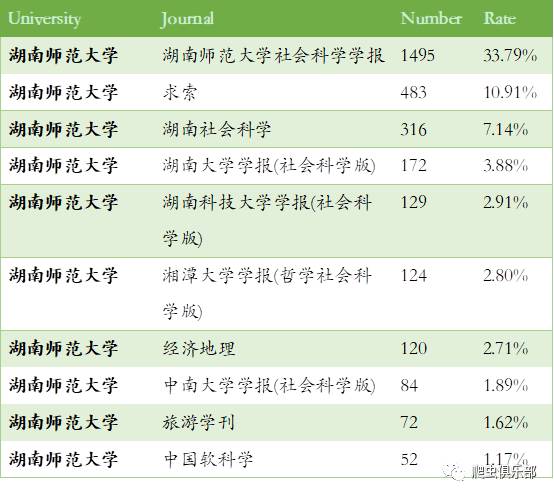 University Journal Number Rate
湖南师范大学 湖南师范大学社会科学学报 1495 33.79%
湖南师范大学 求索 483 10.91%
湖南师范大学 湖南社会科学 316 7.14%
湖南师范大学 湖南大学学报(社会科学版) 172 3.88%
湖南师范大学 湖南科技大学学报(社会科 129 2.91%
学版)
湖南师范大学 湘潭大学学报(哲学社会科 124 2.80%
学版)
湖南师范大学 经济地理 120 2.71%
湖南师范大学 中南大学学报(社会科学版) 84 1.89%
湖南师范大学 旅游学刊 72 1.62%
湖南师范大学 中国软科学 52 1.17%
爬虫俱乐部